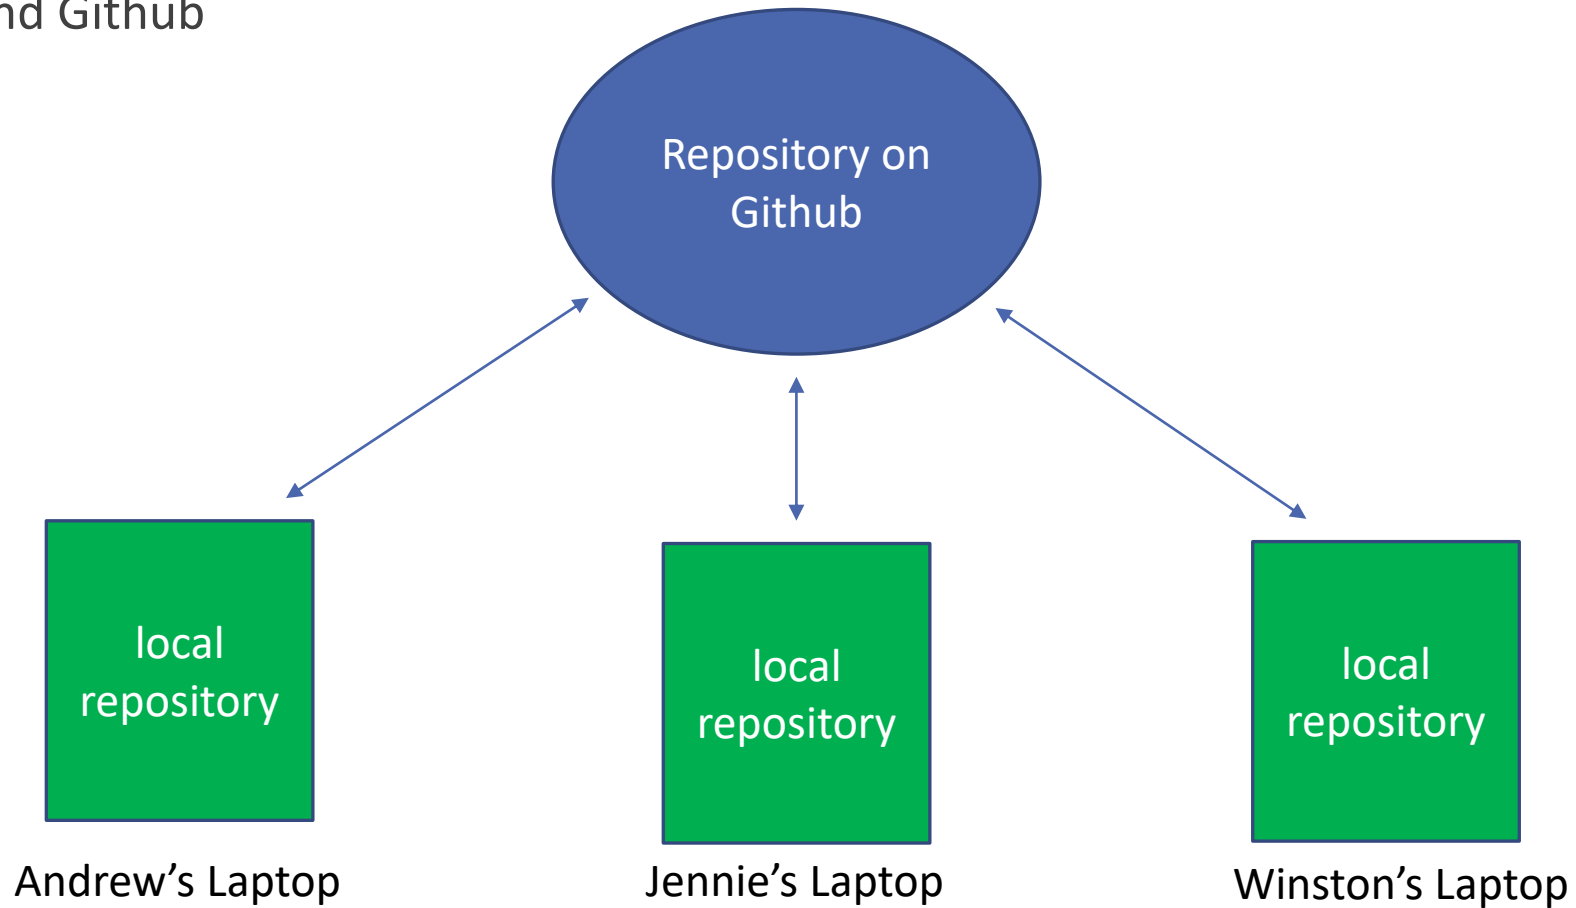 nd Github
Repository on
Github
local
repository
local
repository
local
repository
Andrew’s Laptop
Jennie’s Laptop
Winston’s Laptop